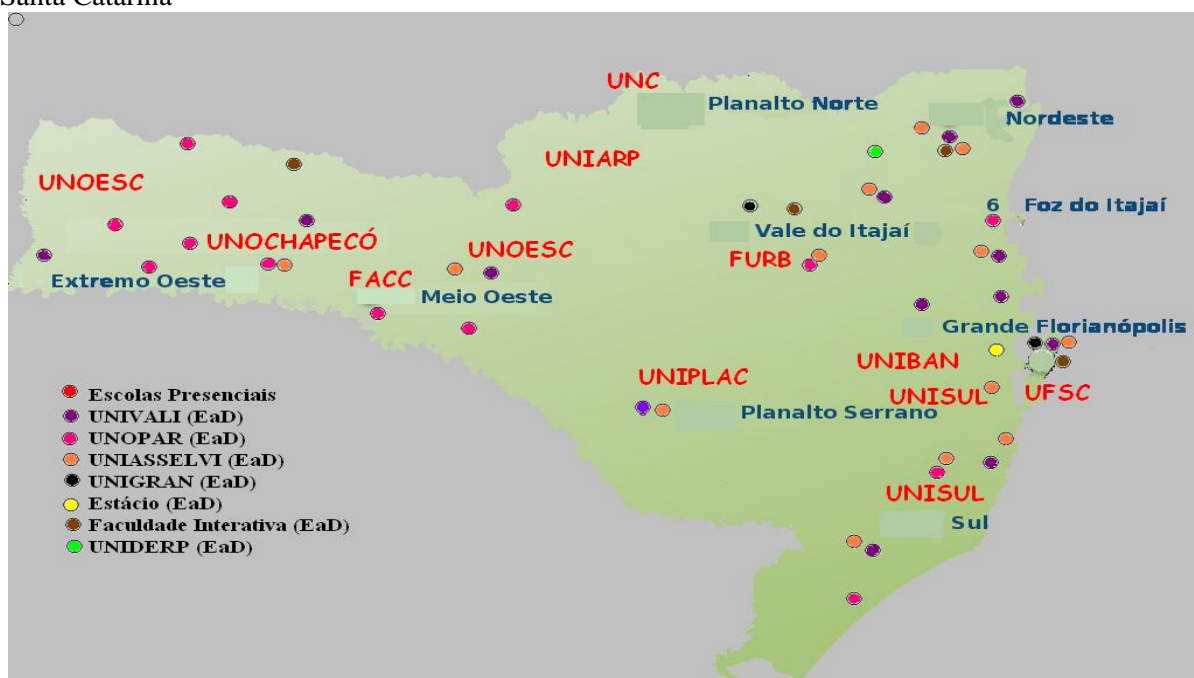 Santa Catarina
UNC
Planalto Norte
Nordeste
UNIARP
UNOESC
6 Foz do Itajaí
UNOCHAPECÓ
UNOESC
Vale do Itajaí
FURB
Extremo Oeste
FACC
Meio Oeste
Grande Florianópolis
UNIBAN
UNIPLAC
UNISUL
UFSC
Planalto Serrano
UNISUL
Sul
Escolas Presenciais
UNIVALI (EaD)
UNOPAR (EaD)
UNIASSELVI (EaD)
UNIGRAN (EaD)
Estácio (EaD)
Faculdade Interativa (EaD)
UNIDERP (EaD)